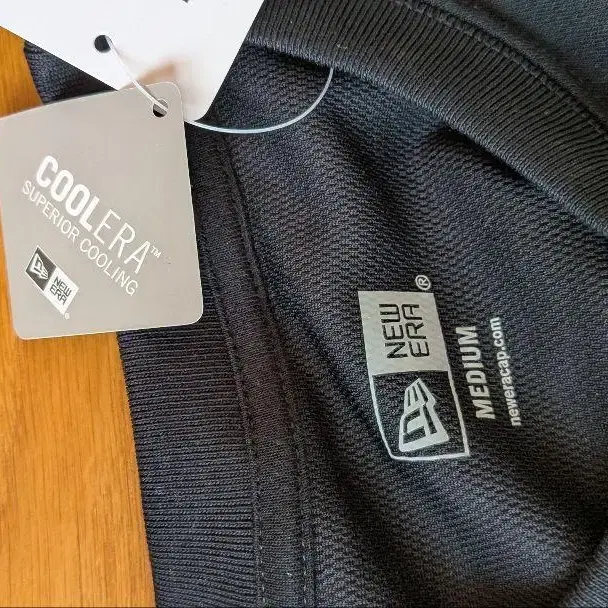 COOLERA™
SUPERIOR COOLING
NEW
ERA®
NEW
ERA®
MEDIUM
neweracap.com